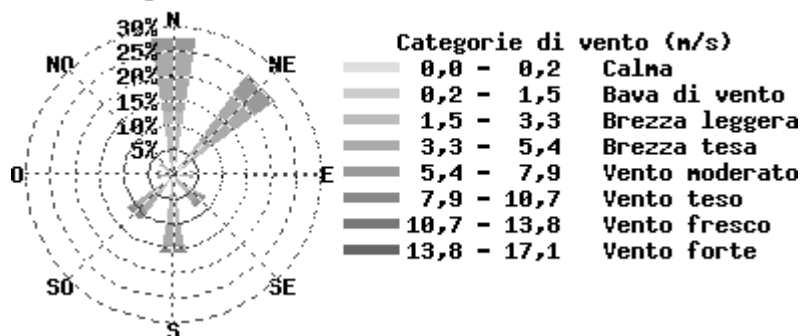 N
30%
25%
20%
15%
10%
5%
NO
NE
O
E
SO
SE
S
Categorie di vento (m/s)
0,0 - 0,2 Calma
0,2 - 1,5 Bava di vento
1,5 - 3,3 Brezza leggera
3,3 - 5,4 Brezza tesa
5,4 - 7,9 Vento moderato
7,9 - 10,7 Vento teso
10,7 - 13,8 Vento fresco
13,8 - 17,1 Vento forte